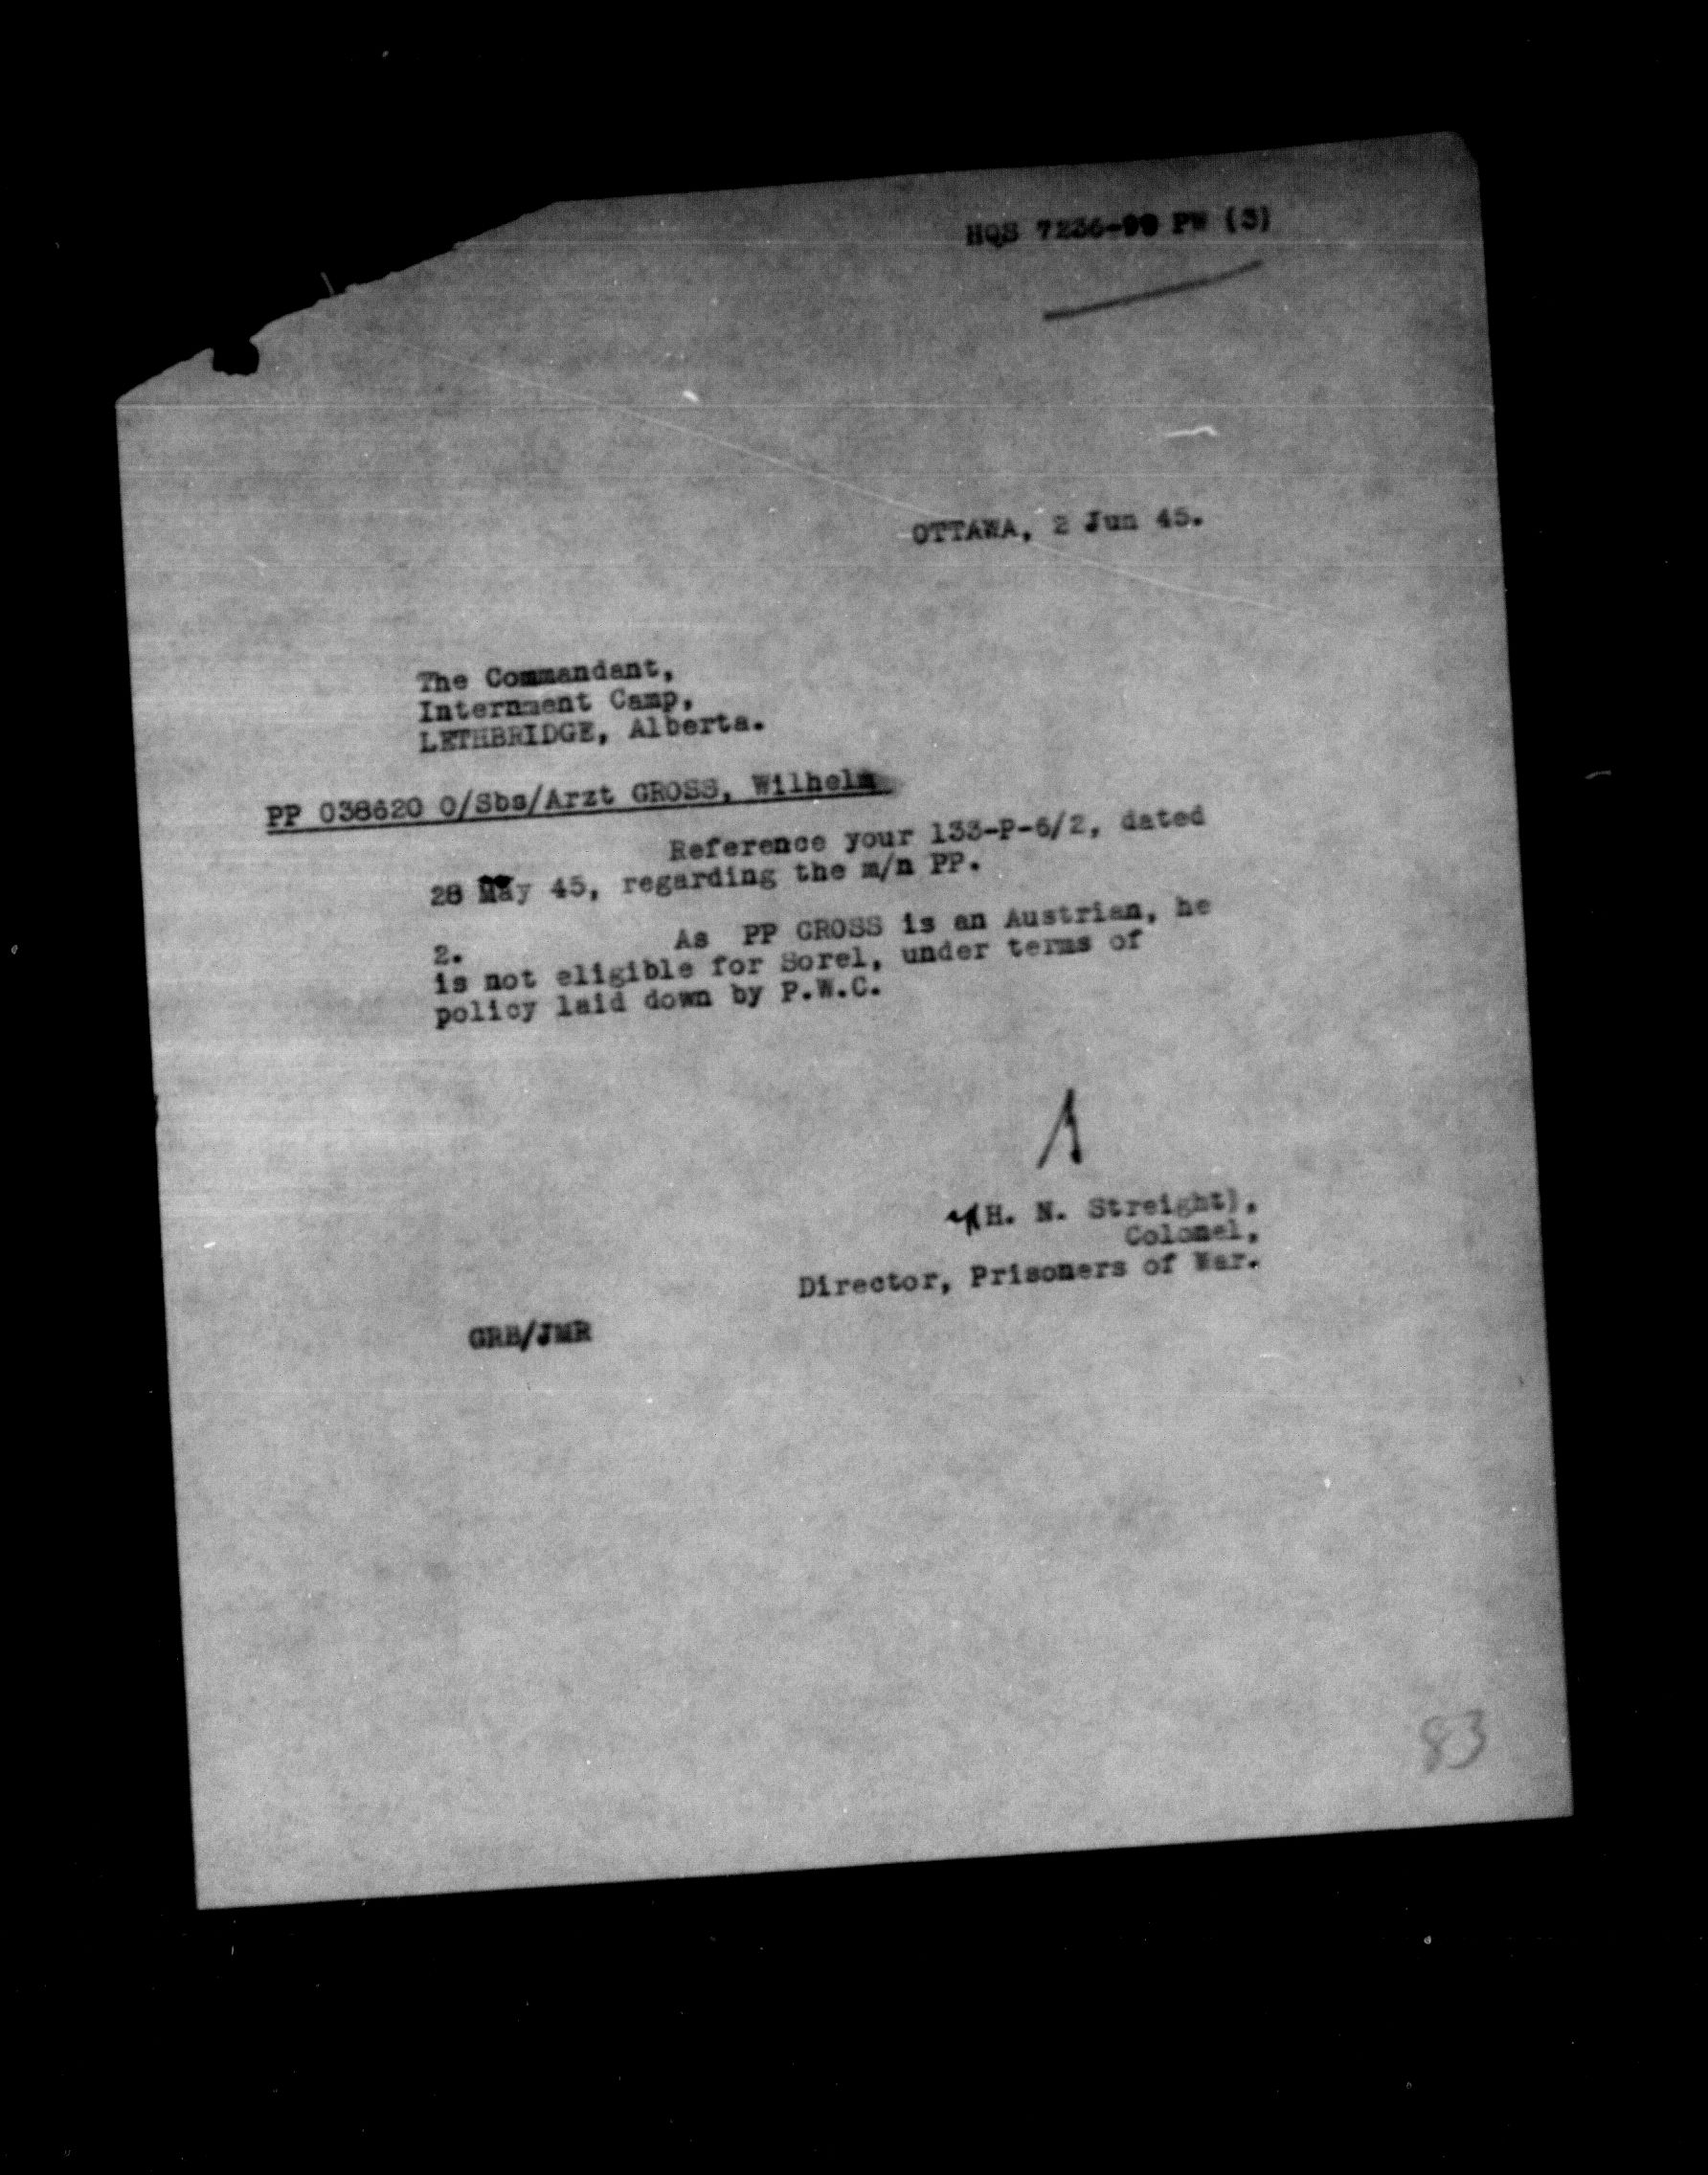 HQS 7236-99 PW (3)
OTTAWA, 2 Jun 45.
The Commandant,
Internment Camp,
LETHBRIDGE, Alberta.
PP 038620 O/Sbs/Arzt GROSS, Wilhelm
Reference your 133-P-6/2, dated
28 May 45, regarding the m/n PP.
2. As PP GROSS is an Austrian, he
is not eligible for Sorel, under terms of
policy laid down by P.W.C.
(H. N. Streight),
Colonel,
Director, Prisoners of War.
GRB/JMR
83